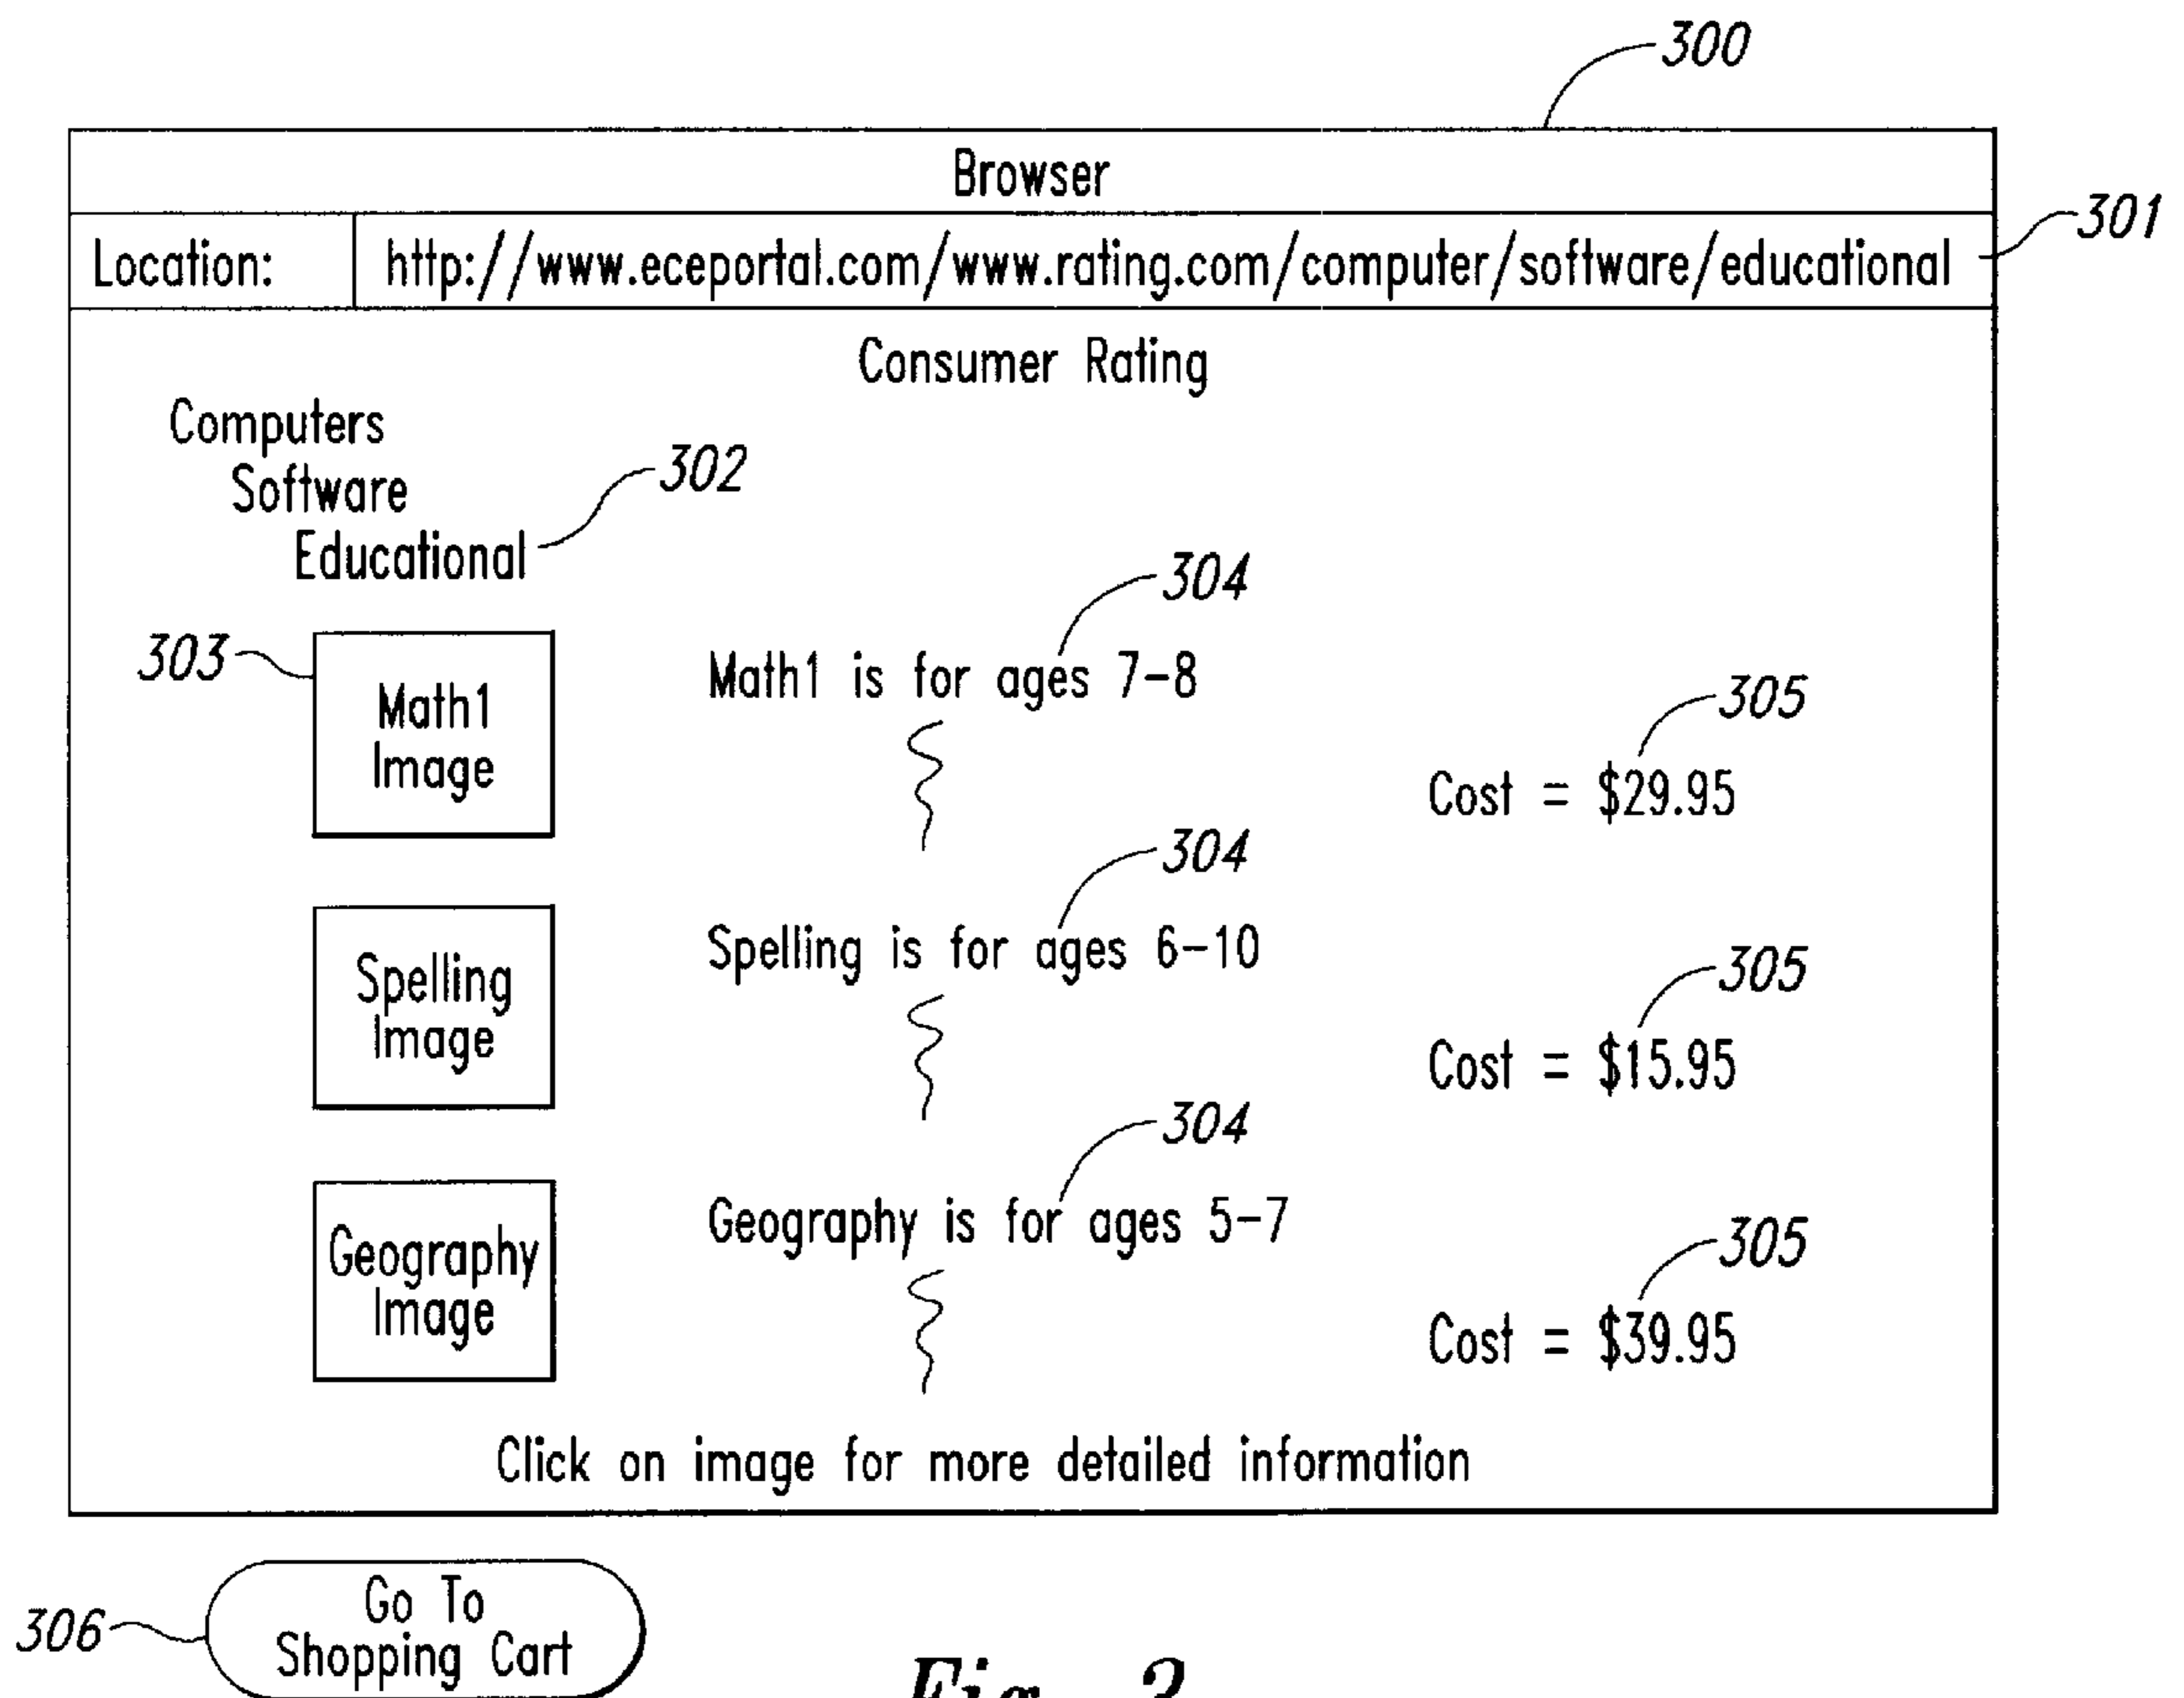 300
Browser
301
Location: http://www.eceportal.com/www.rating.com/computer/software/educational
Consumer Rating
Computers
Software
302
Educational
304
303
Math1 is for ages 7-8
Math1
Image
305
Cost = $29.95
304
Spelling is for ages 6-10
Spelling
Image
305
Cost = $15.95
304
Geography is for ages 5-7
Geography
Image
305
Cost = $39.95
Click on image for more detailed information
306
Go To
Shopping Cart
Fig.